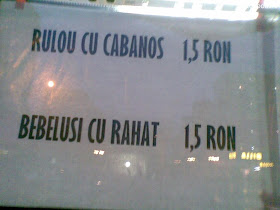 RULOU CU CABANOS 1,5 RON
BEBELUSI CU RAHAT 1,5 RON